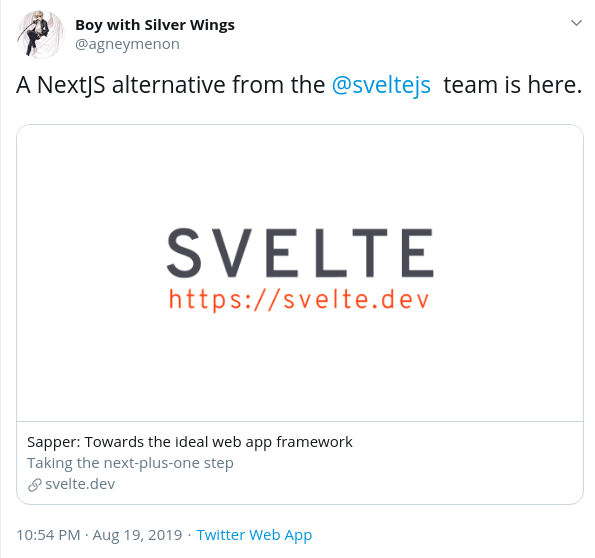 Boy with Silver Wings
@agneymenon
A NextJS alternative from the @sveltejs team is here.
SVELTE
https://svelte.dev
Sapper: Towards the ideal web app framework
Taking the next-plus-one step
svelte.dev
10:54 PM · Aug 19, 2019 · Twitter Web App